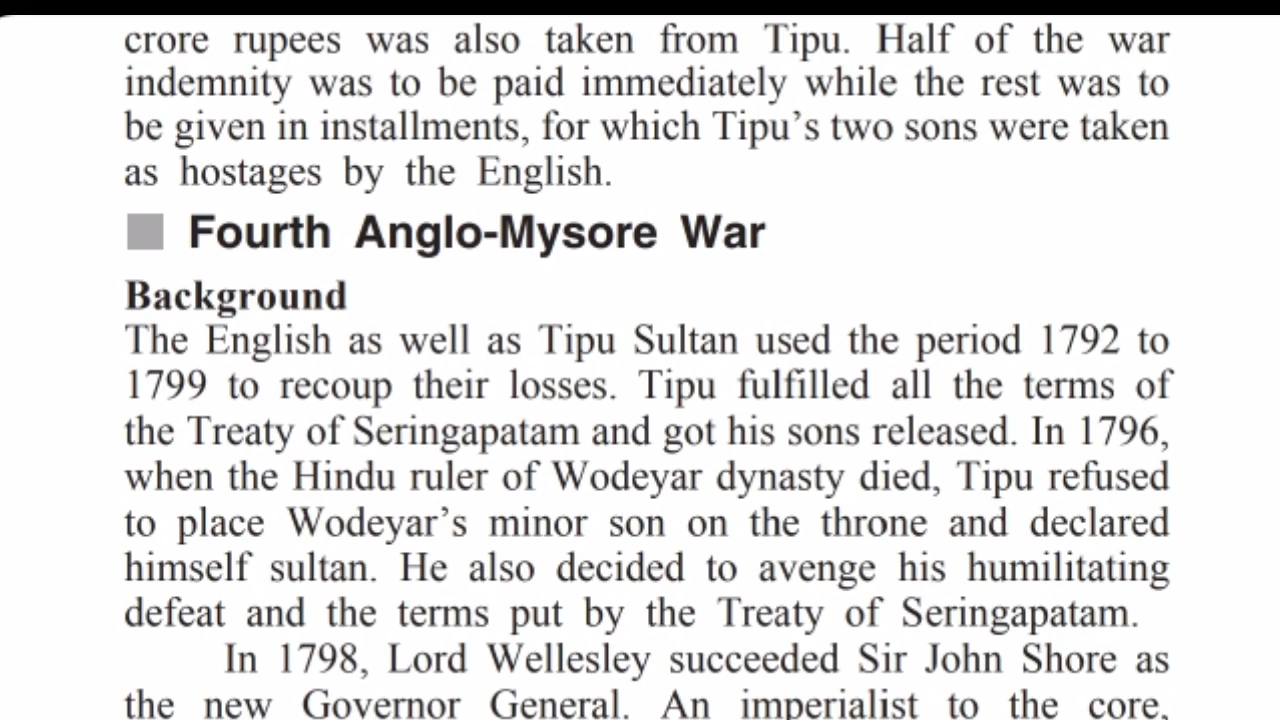 crore rupees was also taken from Tipu. Half of the war
indemnity was to be paid immediately while the rest was to
be given in installments, for which Tipu's two sons were taken
as hostages by the English.
Fourth Anglo-Mysore War
Background
The English as well as Tipu Sultan used the period 1792 to
1799 to recoup their losses. Tipu fulfilled all the terms of
the Treaty of Seringapatam and got his sons released. In 1796,
when the Hindu ruler of Wodeyar dynasty died, Tipu refused
to place Wodeyar's minor son on the throne and declared
himself sultan. He also decided to avenge his humilitating
defeat and the terms put by the Treaty of Seringapatam.
In 1798, Lord Wellesley succeeded Sir John Shore as
the new Governor General. An imperialist to the core,